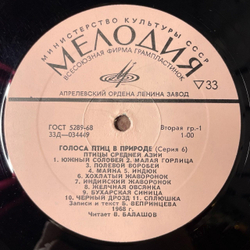 МИНИСТЕРСТВО КУЛЬТУРЫ СССР
МЕЛОДИЯ
ВСЕСОЮЗНАЯ ФИРМА ГРАМПЛАСТИНОК
▽33
АПРЕЛЕВСКИЙ ОРДЕНА ЛЕНИНА ЗАВОД
ГОСТ 5289-68
Вторая гр.-1
33Д—034449
1-00
ГОЛОСА ПТИЦ В ПРИРОДЕ (Серия 6)
ПТИЦЫ СРЕДНЕЙ АЗИИ
1. ЮЖНЫЙ СОЛОВЕЙ 2. МАЛАЯ ГОРЛИЦА
3. ПОЛЕВОЙ ВОРОБЕЙ
4. МАЙНА 5. ИНДЮК
6. ХОХЛАТЫЙ ЖАВОРОНОК
7. ИНДИЙСКИЙ ЖАВОРОНОК
8. ЖЕЛЧНАЯ ОВСЯНКА
9. БУХАРСКАЯ СИНИЦА
10. ЧЕРНЫЙ ДРОЗД 11. СПЛЮШКА
Записи и текст Б. ВЕПРИНЦЕВА
1968 г.
Читает В. БАЛАШОВ